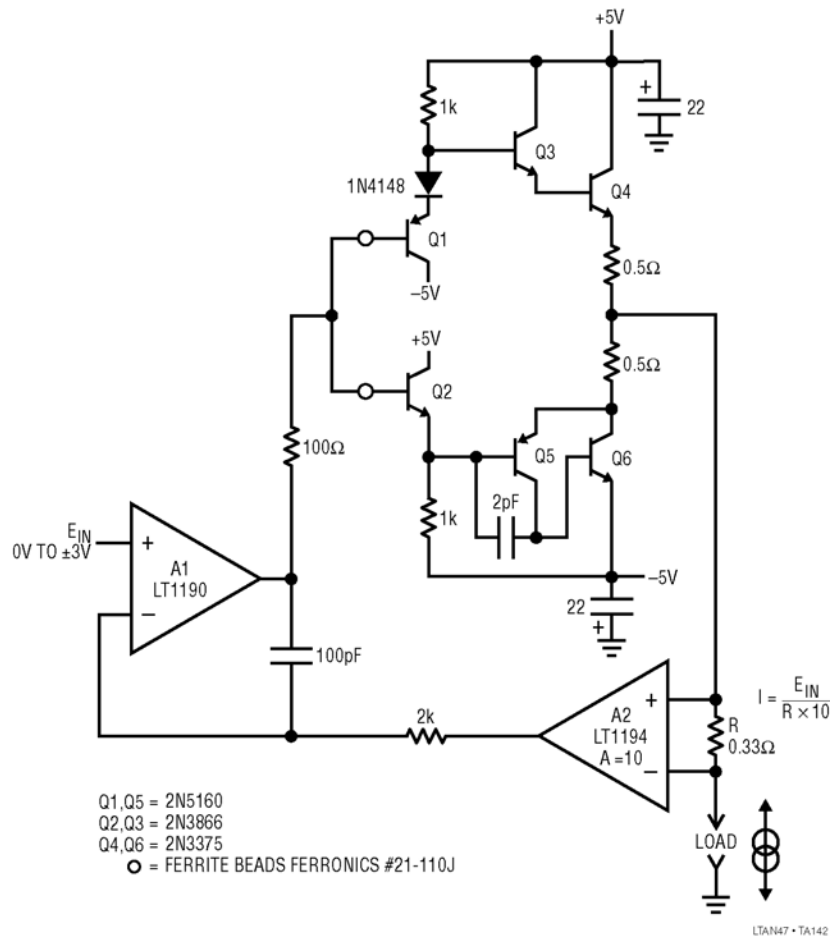 +5V
1k
+
22
Q3
1N4148
Q4
Q1
0.5Ω
–5V
+5V
0.5Ω
Q2
100Ω
Q5
Q6
2pF
1k
EIN
0V TO ±3V
+
A1
LT1190
–
–5V
22
+
100pF
2k
+
A2
LT1194
A =10
–
I = EIN
R × 10
R
0.33Ω
Q1,Q5 = 2N5160
Q2,Q3 = 2N3866
Q4,Q6 = 2N3375
= FERRITE BEADS FERRONICS #21-110J
LOAD
LTAN47 • TA142